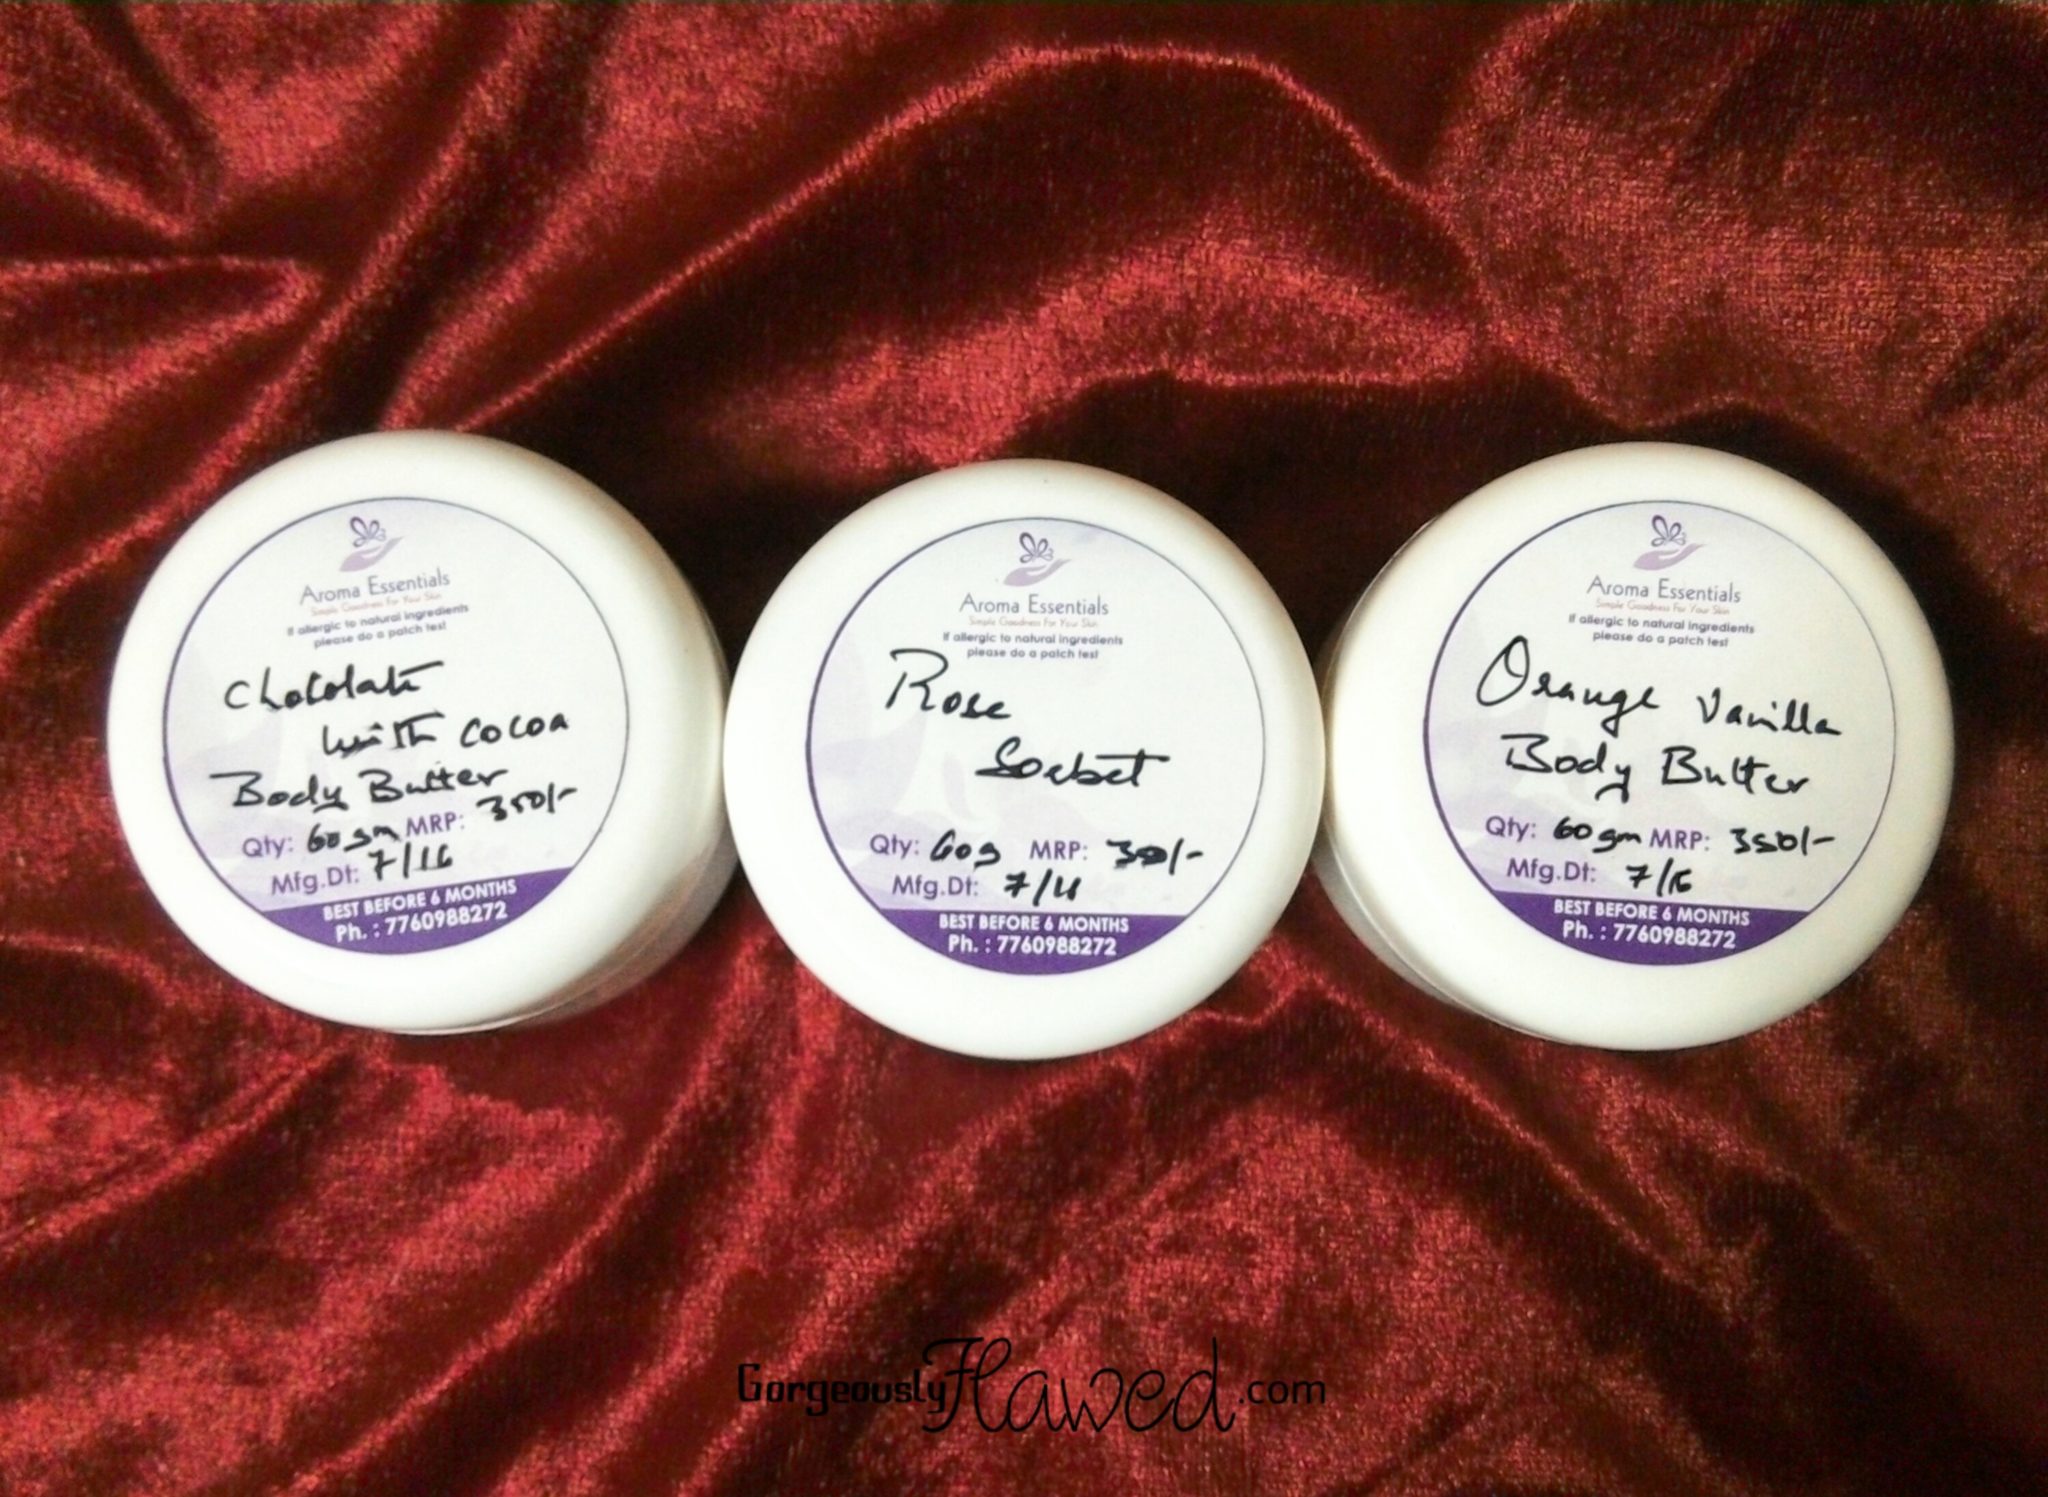 Aroma Essentials
Simple Goodness For Your Skin
If allergic to natural ingredients
please do a patch test
Chocolate
with cocoa
Body Butter
Qty: 60 gm MRP: 350/-
Mfg.Dt: 7/16
BEST BEFORE 6 MONTHS
Ph. : 7760988272
Aroma Essentials
Simple Goodness For Your Skin
If allergic to natural ingredients
please do a patch test
Rose
Sorbet
Qty: 60g MRP:
Mfg.Dt:
BEST BEFORE 6 MONTHS
Ph. : 7760988272
Aroma Essentials
Simple Goodness For Your Skin
If allergic to natural ingredients
please do a patch test
Orange Vanilla
Body Butter
Qty: 60 gm MRP: 350/-
Mfg.Dt: 7/16
BEST BEFORE 6 MONTHS
Ph. : 7760988272
GorgeouslyFlawed.com